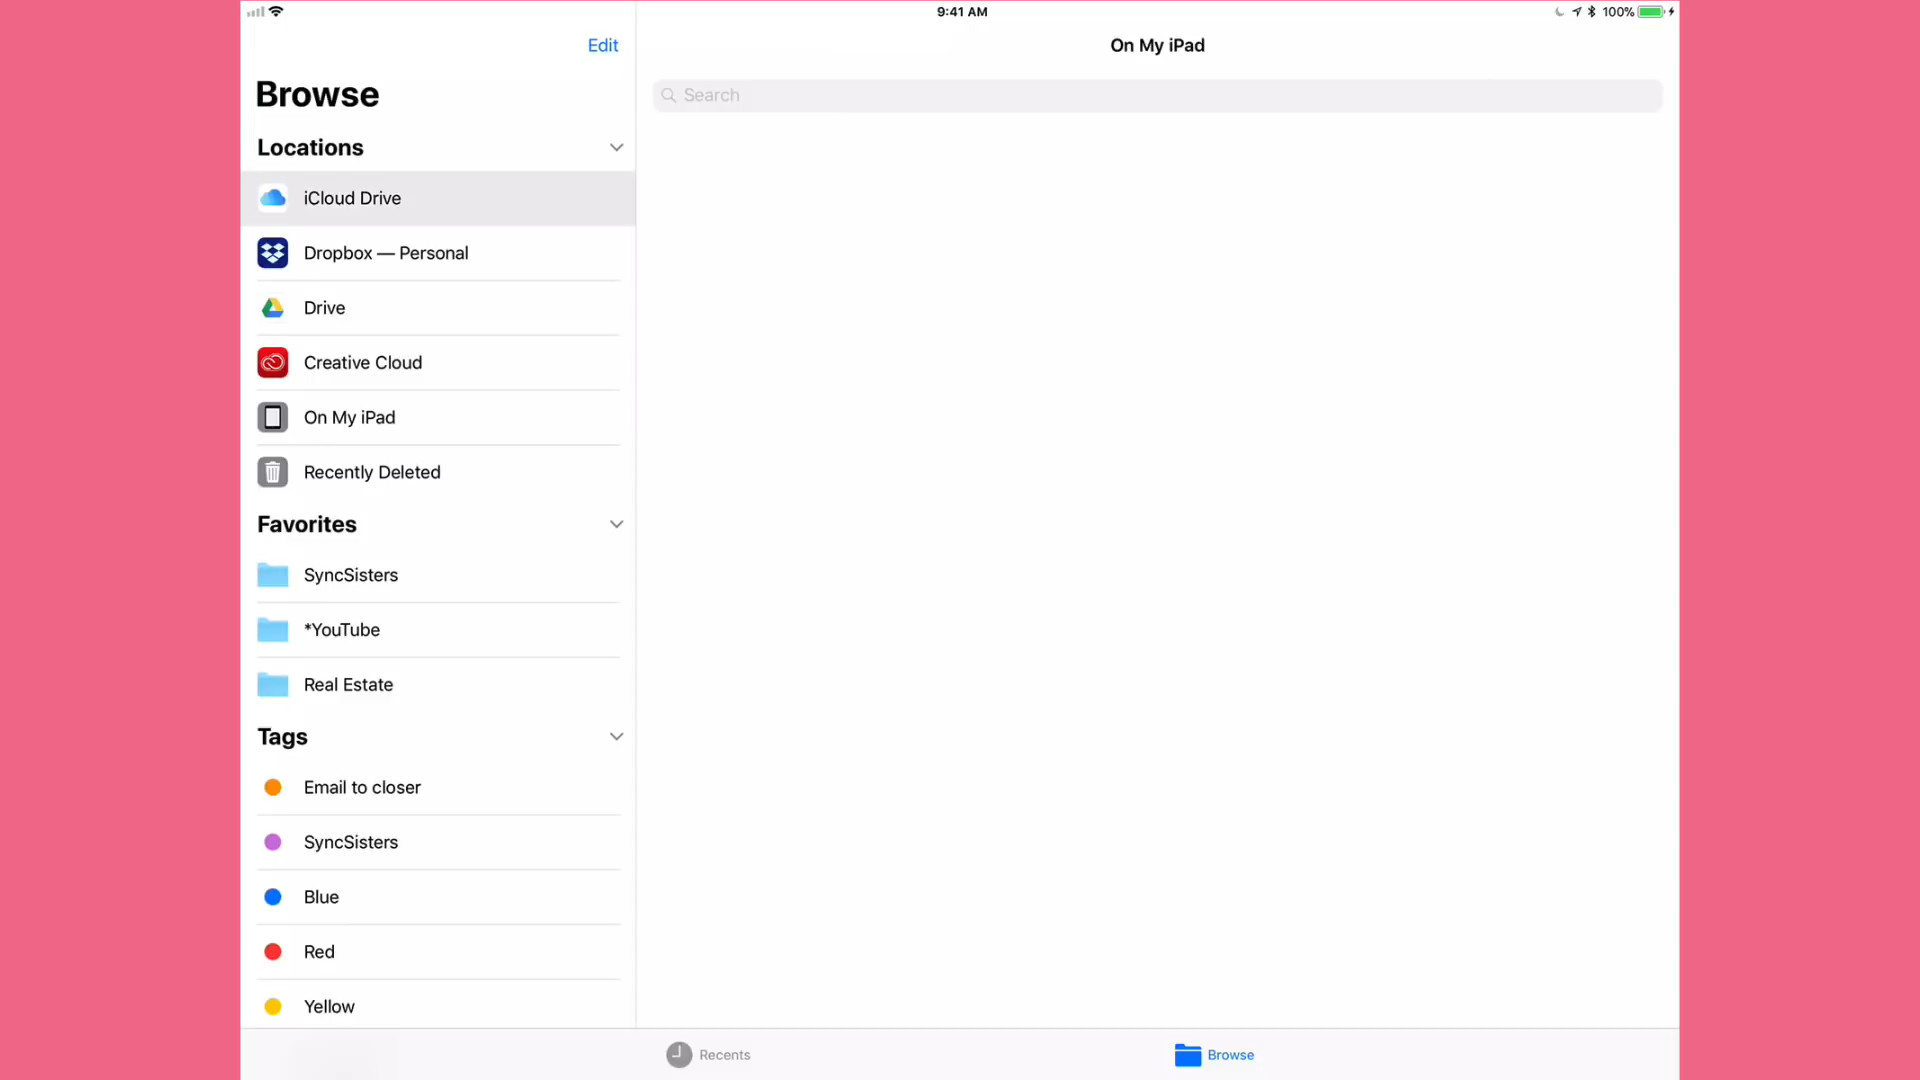 9:41 AM
100%
Edit
Browse
Locations
iCloud Drive
Dropbox — Personal
Drive
Creative Cloud
On My iPad
Recently Deleted
Favorites
SyncSisters
*YouTube
Real Estate
Tags
Email to closer
SyncSisters
Blue
Red
Yellow
On My iPad
Search
Recents
Browse